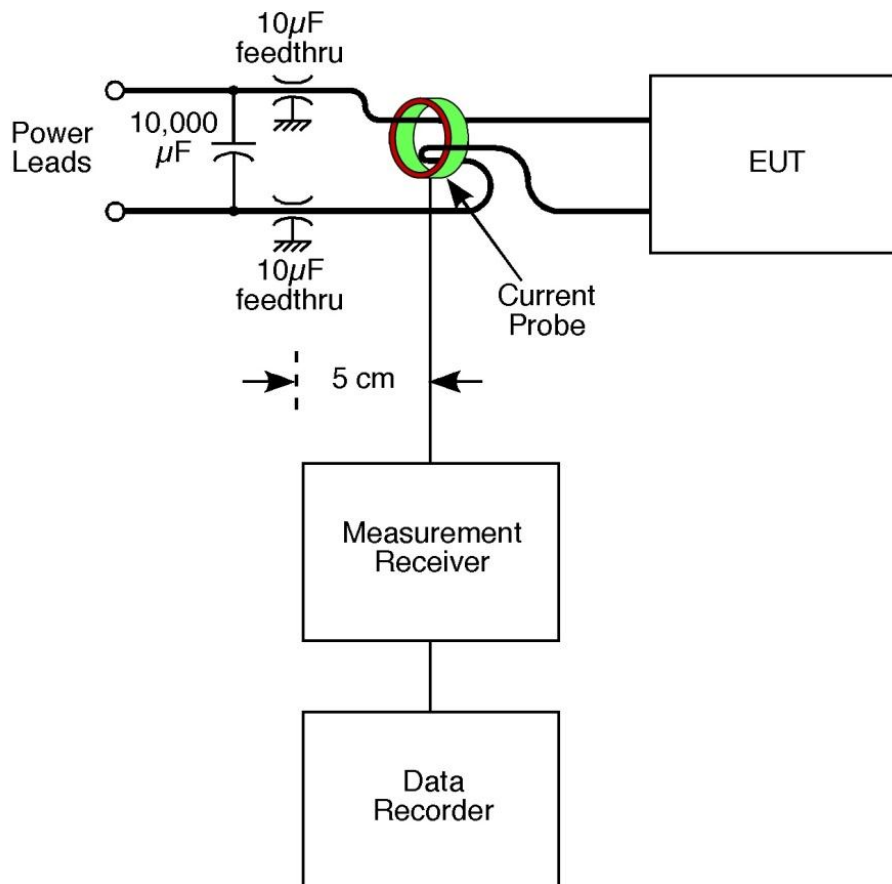 10µF
feedthru
Power
Leads
10,000
µF
EUT
10µF
feedthru
Current
Probe
5 cm
Measurement
Receiver
Data
Recorder